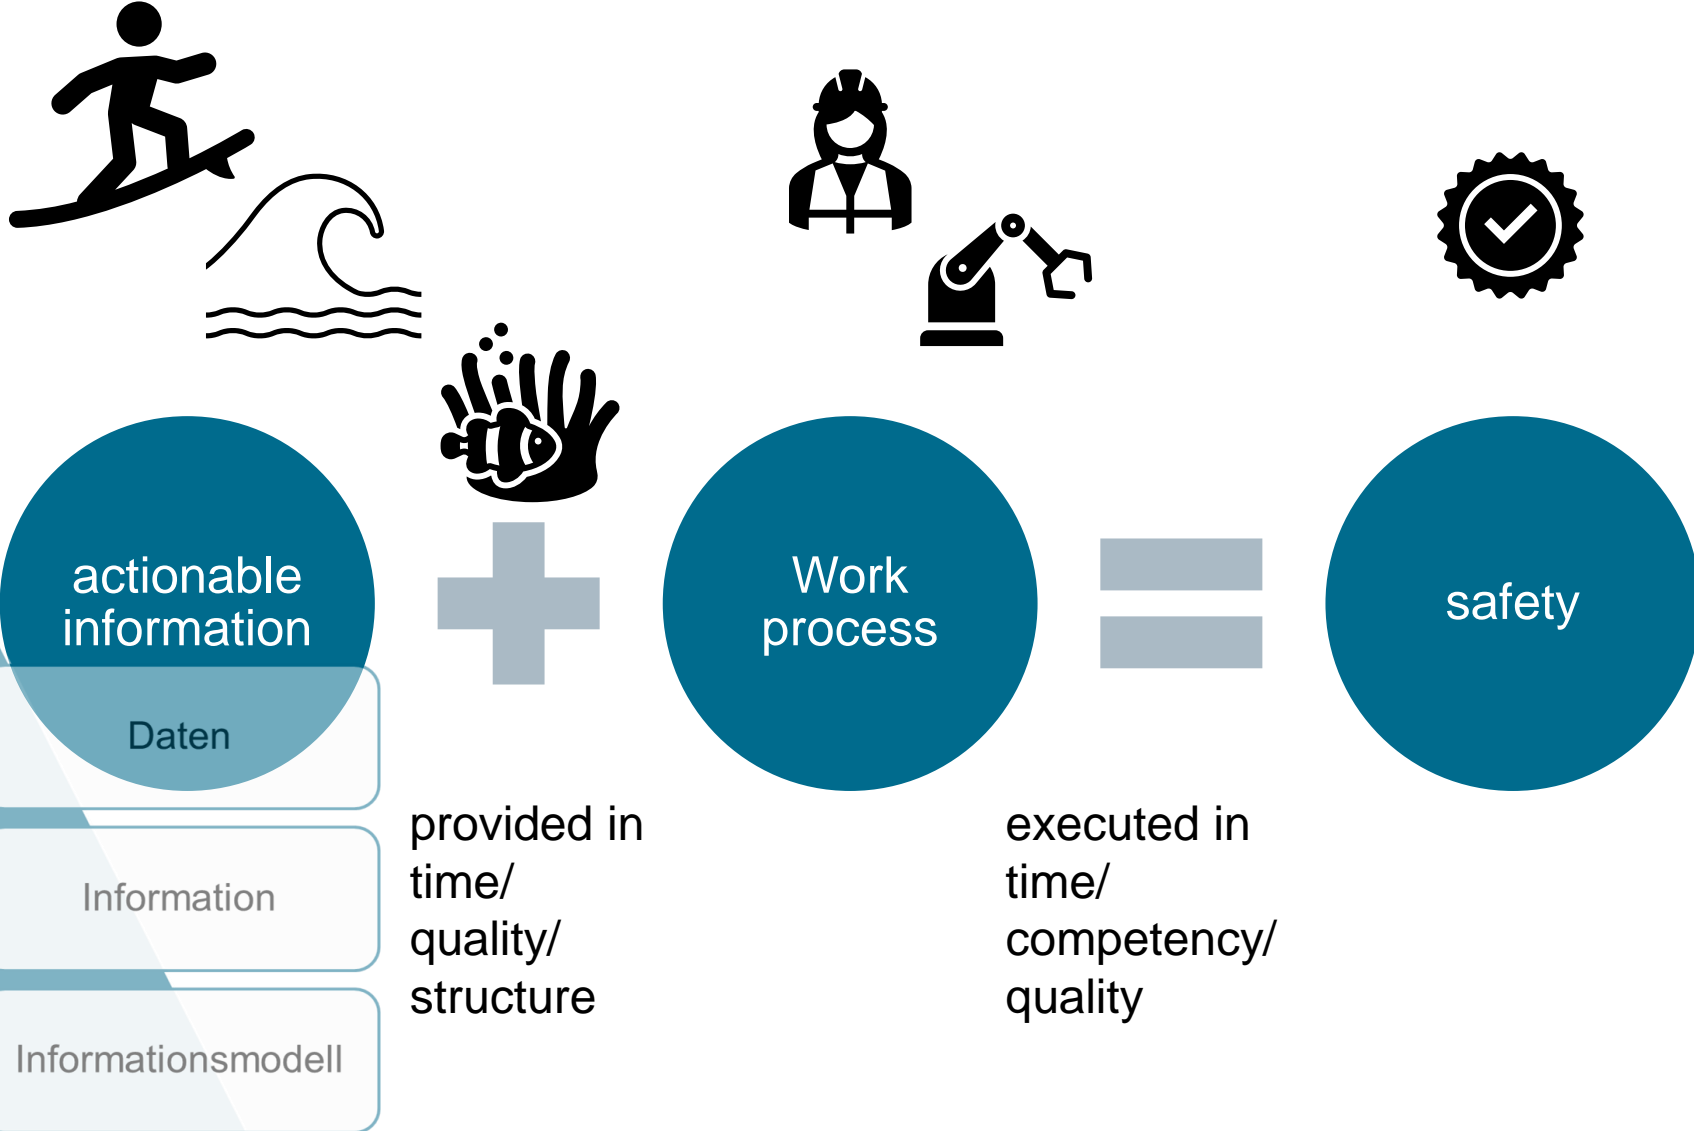 actionable
information
Work
process
safety
Daten
Information
Informationsmodell
provided in
time/
quality/
structure
executed in
time/
competency/
quality